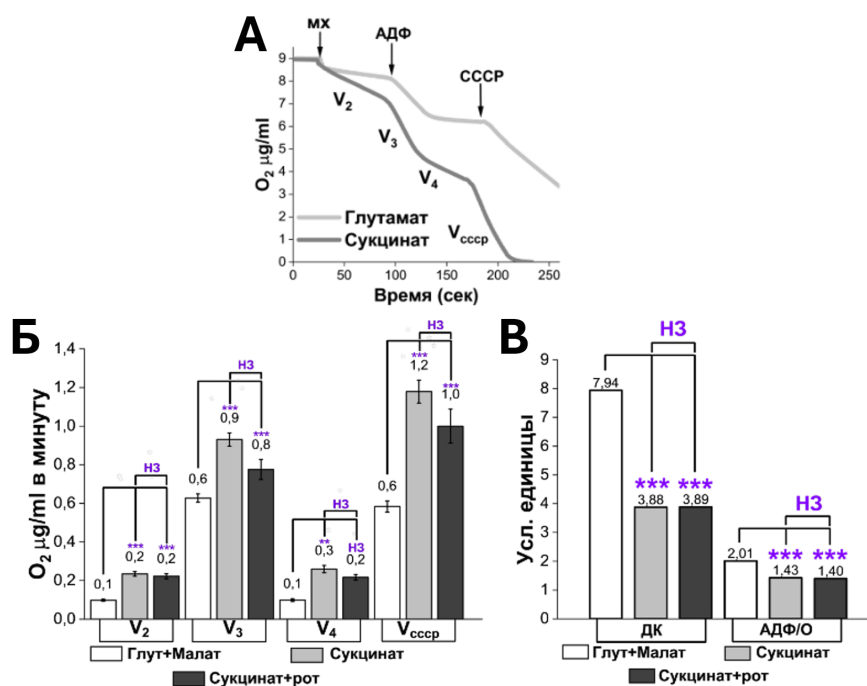 А
мх
АДФ
СССР
9
8
7
6
5
4
3
2
1
0
O₂ µg/ml
V₂
V₃
V₄
Vсccp
Глутамат
Сукцинат
0 50 100 150 200 250
Время (сек)
Б
1,4
1,2
1,0
0,8
0,6
0,4
0,2
0,0
O₂ µg/ml в минуту
НЗ
*** ***
0,1 0,2 0,2
НЗ
*** ***
0,6 0,9 0,8
НЗ
** НЗ
0,1 0,3 0,2
НЗ
*** ***
0,6 1,2 1,0
V₂ V₃ V₄ Vсccp
Глут+Малат Сукцинат
Сукцинат+рот
В
9
8
7
6
5
4
3
2
1
0
Усл. единицы
НЗ
*** ***
7,94 3,88 3,89
НЗ
*** ***
2,01 1,43 1,40
ДК АДФ/О
Глут+Малат Сукцинат
Сукцинат+рот